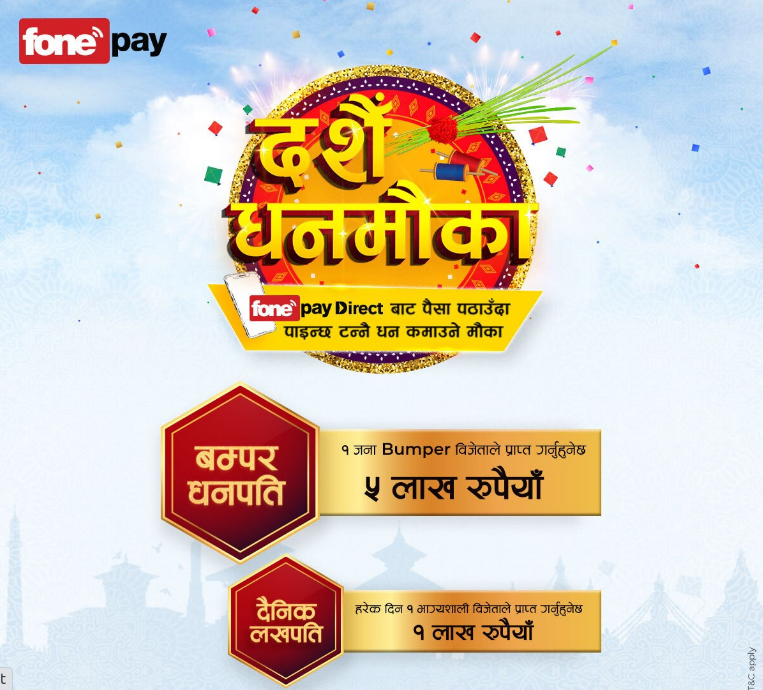 fonepay
दशैँ
धनमौका
fonepay Direct बाट पैसा पठाउँदा
पाइन्छ टन्नै धन कमाउने मौका
बम्पर
धनपति
१ जना Bumper विजेताले प्राप्त गर्नुहुनेछ
५ लाख रुपैयाँ
दैनिक
लखपति
हरेक दिन १ भाग्यशाली विजेताले प्राप्त गर्नुहुनेछ
१ लाख रुपैयाँ
T&C apply
t